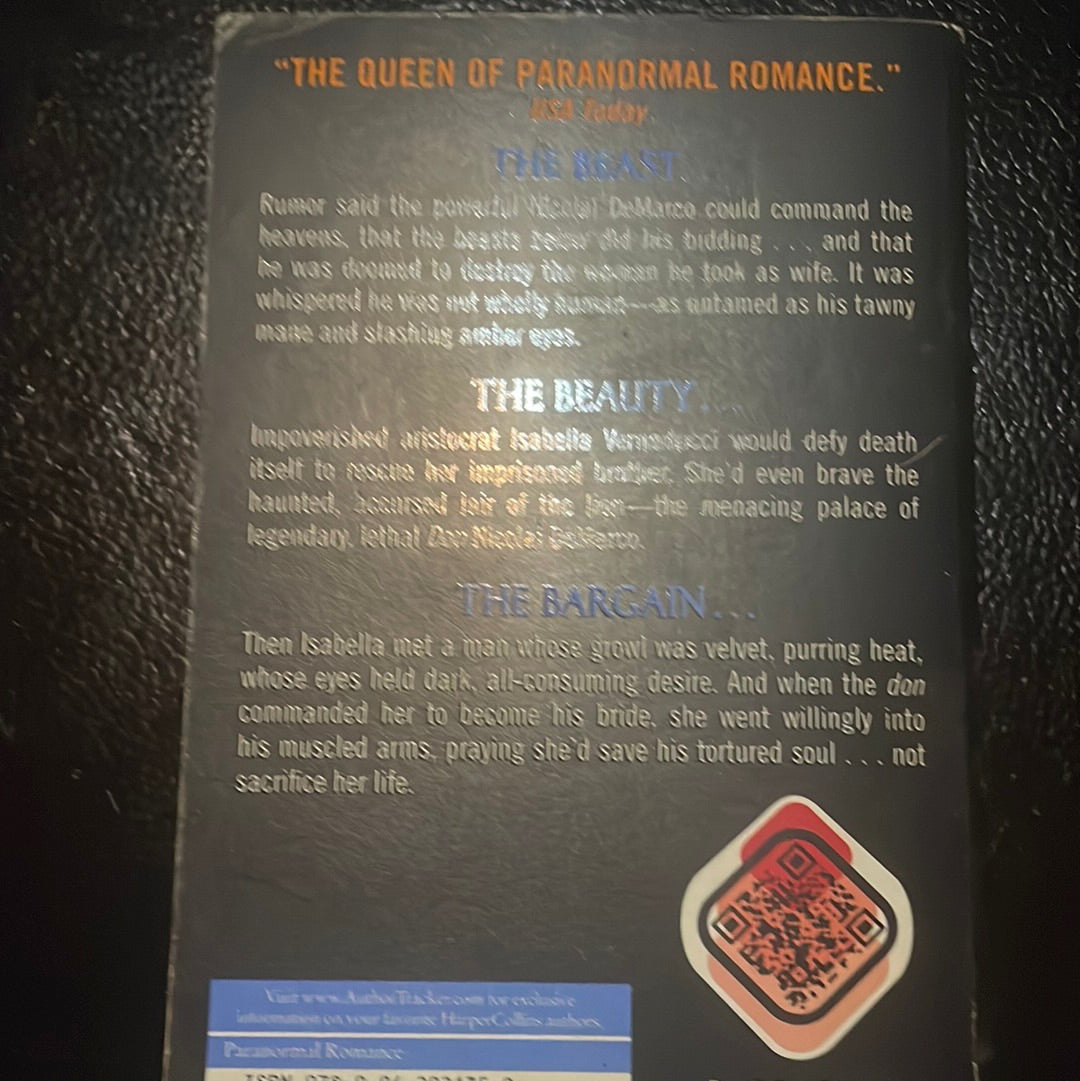 “THE QUEEN OF PARANORMAL ROMANCE.”
USA Today
THE BEAST
Rumor said the powerful Nicolai DeMarco could command the
heavens, that the beasts below did his bidding . . . and that
he was doomed to destroy the woman he took as wife. It was
whispered he was not wholly human—as untamed as his tawny
mane and slashing amber eyes.
THE BEAUTY...
Impoverished aristocrat Isabella Vernaducci would defy death
itself to rescue her imprisoned brother. She'd even brave the
haunted, accursed lair of the lion—the menacing palace of
legendary, lethal Don Nicolai DeMarco.
THE BARGAIN...
Then Isabella met a man whose growl was velvet, purring heat,
whose eyes held dark, all-consuming desire. And when the don
commanded her to become his bride, she went willingly into
his muscled arms, praying she'd save his tortured soul . . . not
sacrifice her life.
Visit www.AuthorTracker.com for exclusive
information on your favorite HarperCollins authors.
Paranormal Romance
ISBN 978-0-06